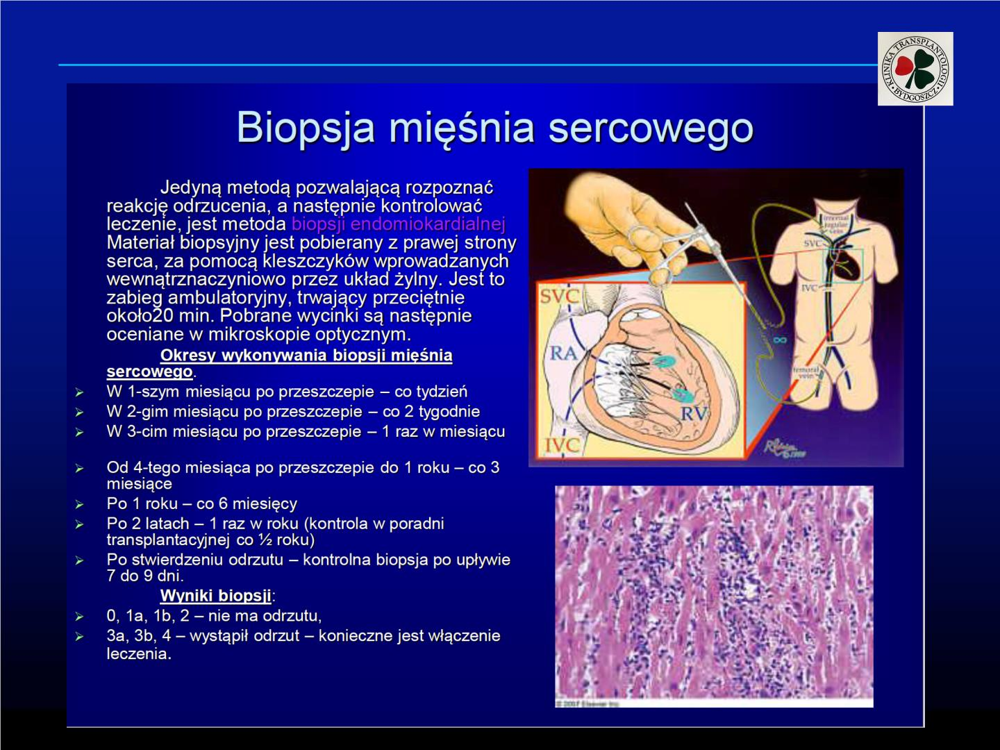 KLINIKA TRANSPLANTOLOGII
BYDGOSZCZ
Biopsja mięśnia sercowego
Jedyną metodą pozwalającą rozpoznać
reakcję odrzucenia, a następnie kontrolować
leczenie, jest metoda biopsji endomiokardialnej
Materiał biopsyjny jest pobierany z prawej strony
serca, za pomocą kleszczyków wprowadzanych
wewnątrznaczyniowo przez układ żylny. Jest to
zabieg ambulatoryjny, trwający przeciętnie
około20 min. Pobrane wycinki są następnie
oceniane w mikroskopie optycznym.
Okresy wykonywania biopsji mięśnia
sercowego.
W 1-szym miesiącu po przeszczepie – co tydzień
W 2-gim miesiącu po przeszczepie – co 2 tygodnie
W 3-cim miesiącu po przeszczepie – 1 raz w miesiącu
Od 4-tego miesiąca po przeszczepie do 1 roku – co 3
miesiące
Po 1 roku – co 6 miesięcy
Po 2 latach – 1 raz w roku (kontrola w poradni
transplantacyjnej co ½ roku)
Po stwierdzeniu odrzutu – kontrolna biopsja po upływie
7 do 9 dni.
Wyniki biopsji:
0, 1a, 1b, 2 – nie ma odrzutu,
3a, 3b, 4 – wystąpił odrzut – konieczne jest włączenie
leczenia.
jugular
vein
SVC
IVC
femoral
vein
SVC
RA
RV
IVC
© 2007 Elsevier Inc.